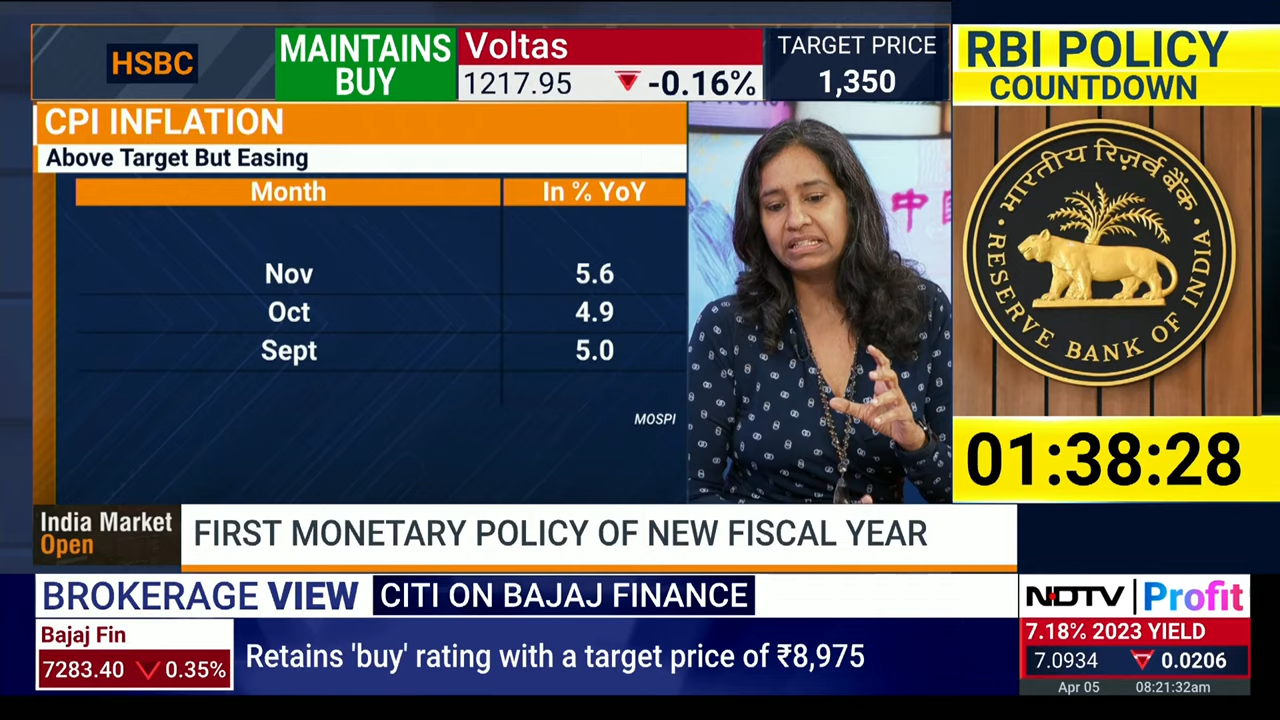 HSBC
MAINTAINS
BUY
Voltas
1217.95 -0.16%
TARGET PRICE
1,350
RBI POLICY
COUNTDOWN
CPI INFLATION
Above Target But Easing
Month In % YoY
Nov 5.6
Oct 4.9
Sept 5.0
MOSPI
中
भारतीय रिज़र्व बैंक
RESERVE BANK OF INDIA
01:38:28
India Market
Open
FIRST MONETARY POLICY OF NEW FISCAL YEAR
BROKERAGE VIEW CITI ON BAJAJ FINANCE
Bajaj Fin
7283.40 0.35%
Retains 'buy' rating with a target price of ₹8,975
NDTV Profit
7.18% 2023 YIELD
7.0934 0.0206
Apr 05 08:21:32am